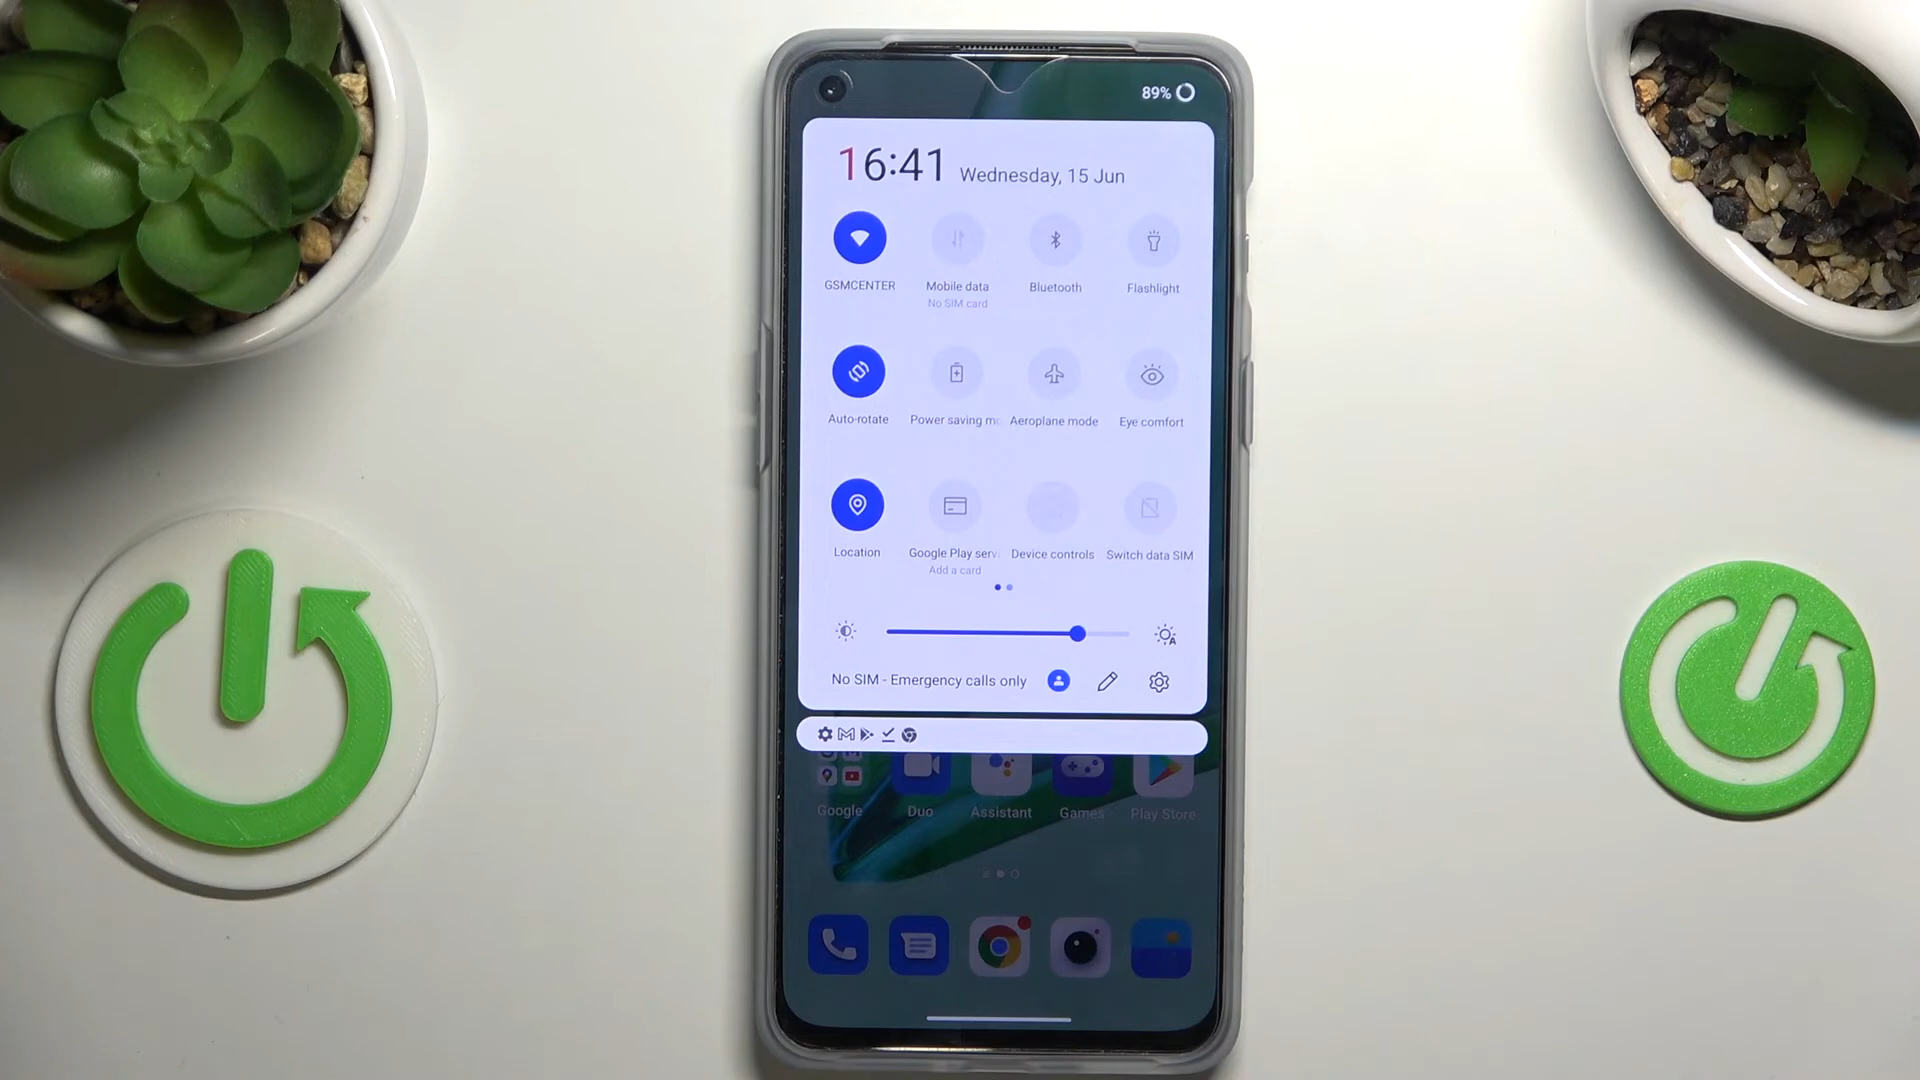 89%
16:41 Wednesday, 15 Jun
GSMCENTER Mobile data Bluetooth Flashlight
No SIM card
Auto-rotate Power saving mo Aeroplane mode Eye comfort
Location Google Play serv Device controls Switch data SIM
Add a card
No SIM - Emergency calls only
Google Duo Assistant Games Play Store